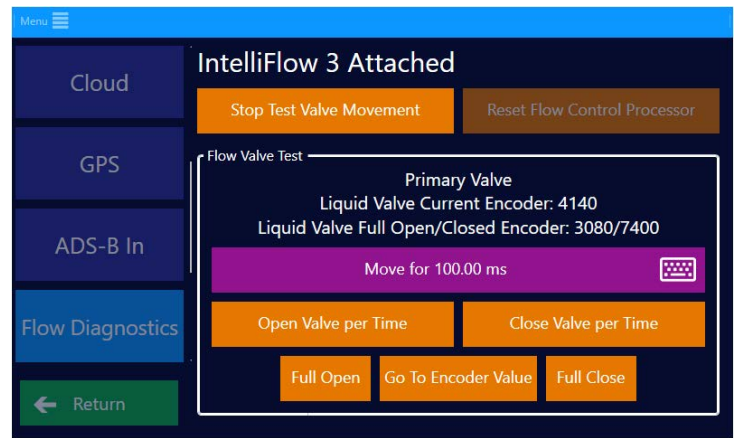 Menu
Cloud
GPS
ADS-B In
Flow Diagnostics
Return
IntelliFlow 3 Attached
Stop Test Valve Movement
Reset Flow Control Processor
Flow Valve Test
Primary Valve
Liquid Valve Current Encoder: 4140
Liquid Valve Full Open/Closed Encoder: 3080/7400
Move for 100.00 ms
Open Valve per Time
Close Valve per Time
Full Open
Go To Encoder Value
Full Close